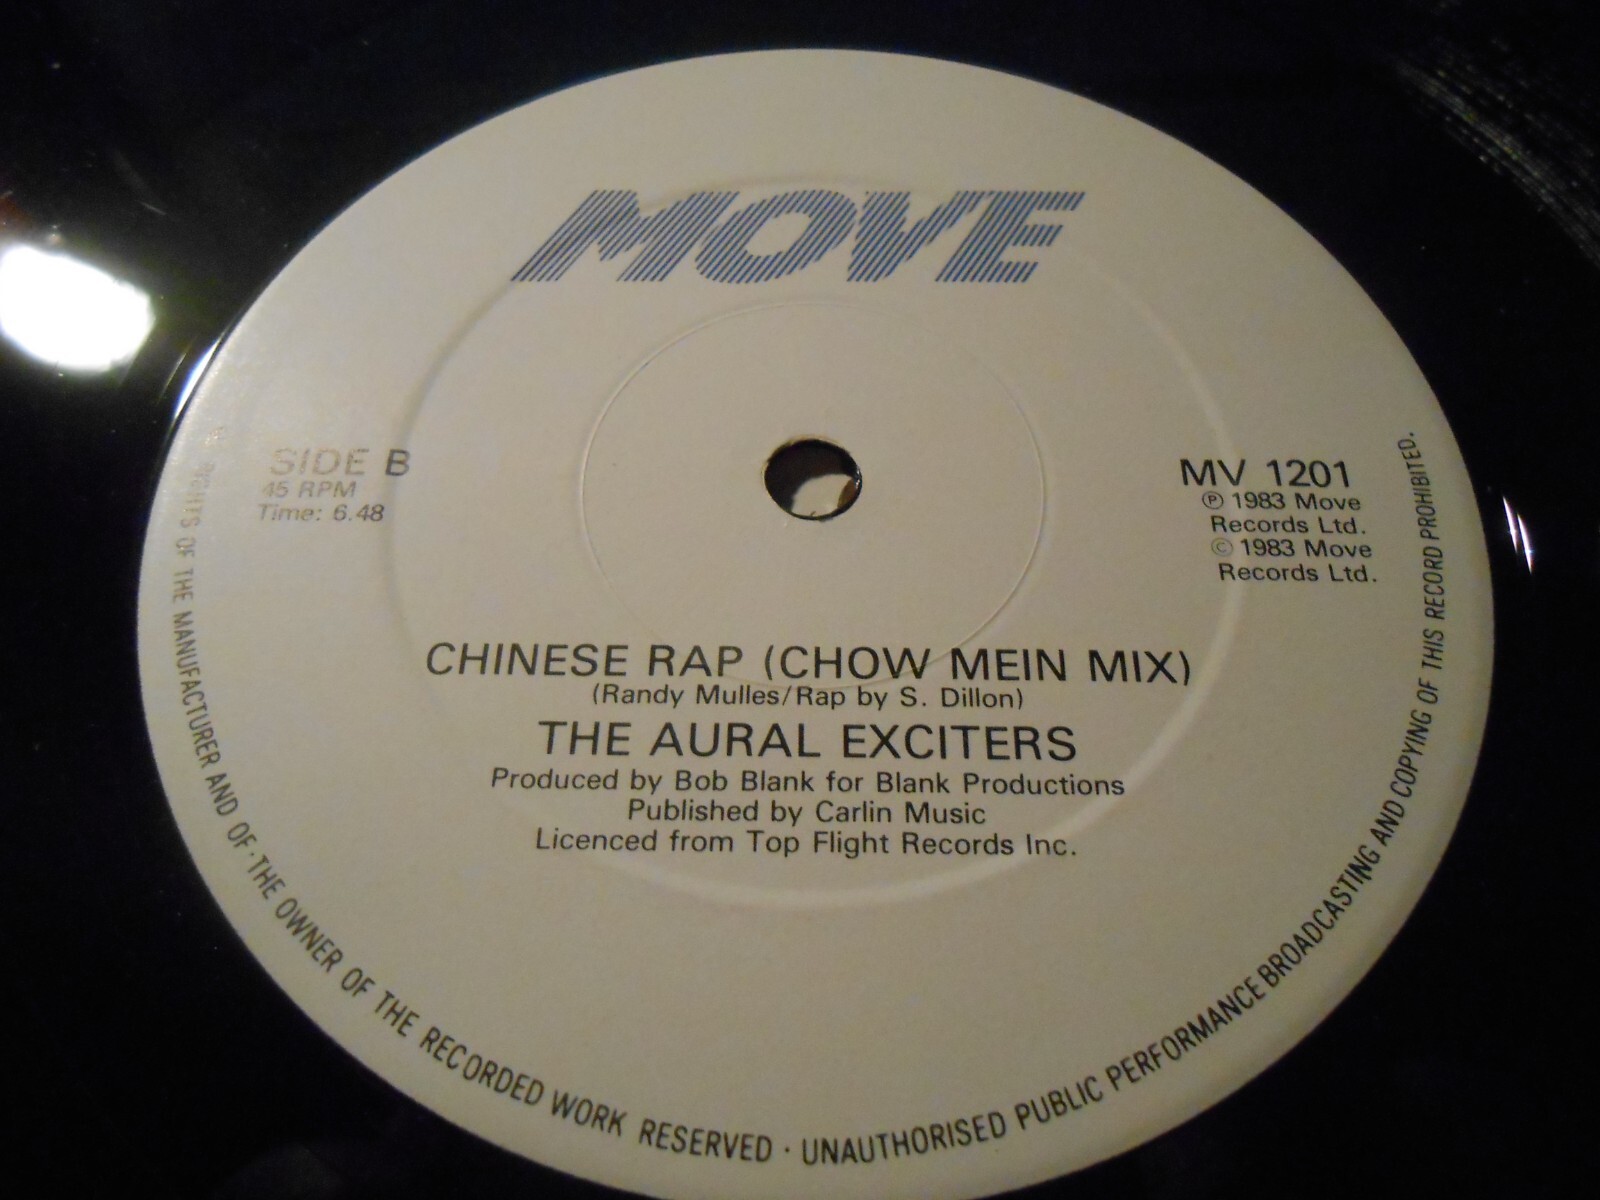 MOVE
SIDE B
45 RPM
Time: 6.48
MV 1201
Ⓟ 1983 Move
Records Ltd.
© 1983 Move
Records Ltd.
CHINESE RAP (CHOW MEIN MIX)
(Randy Mulles/Rap by S. Dillon)
THE AURAL EXCITERS
Produced by Bob Blank for Blank Productions
Published by Carlin Music
Licenced from Top Flight Records Inc.
RIGHTS OF THE MANUFACTURER AND OF · THE OWNER OF THE RECORDED WORK RESERVED · UNAUTHORISED PUBLIC PERFORMANCE BROADCASTING AND COPYING OF THIS RECORD PROHIBITED.